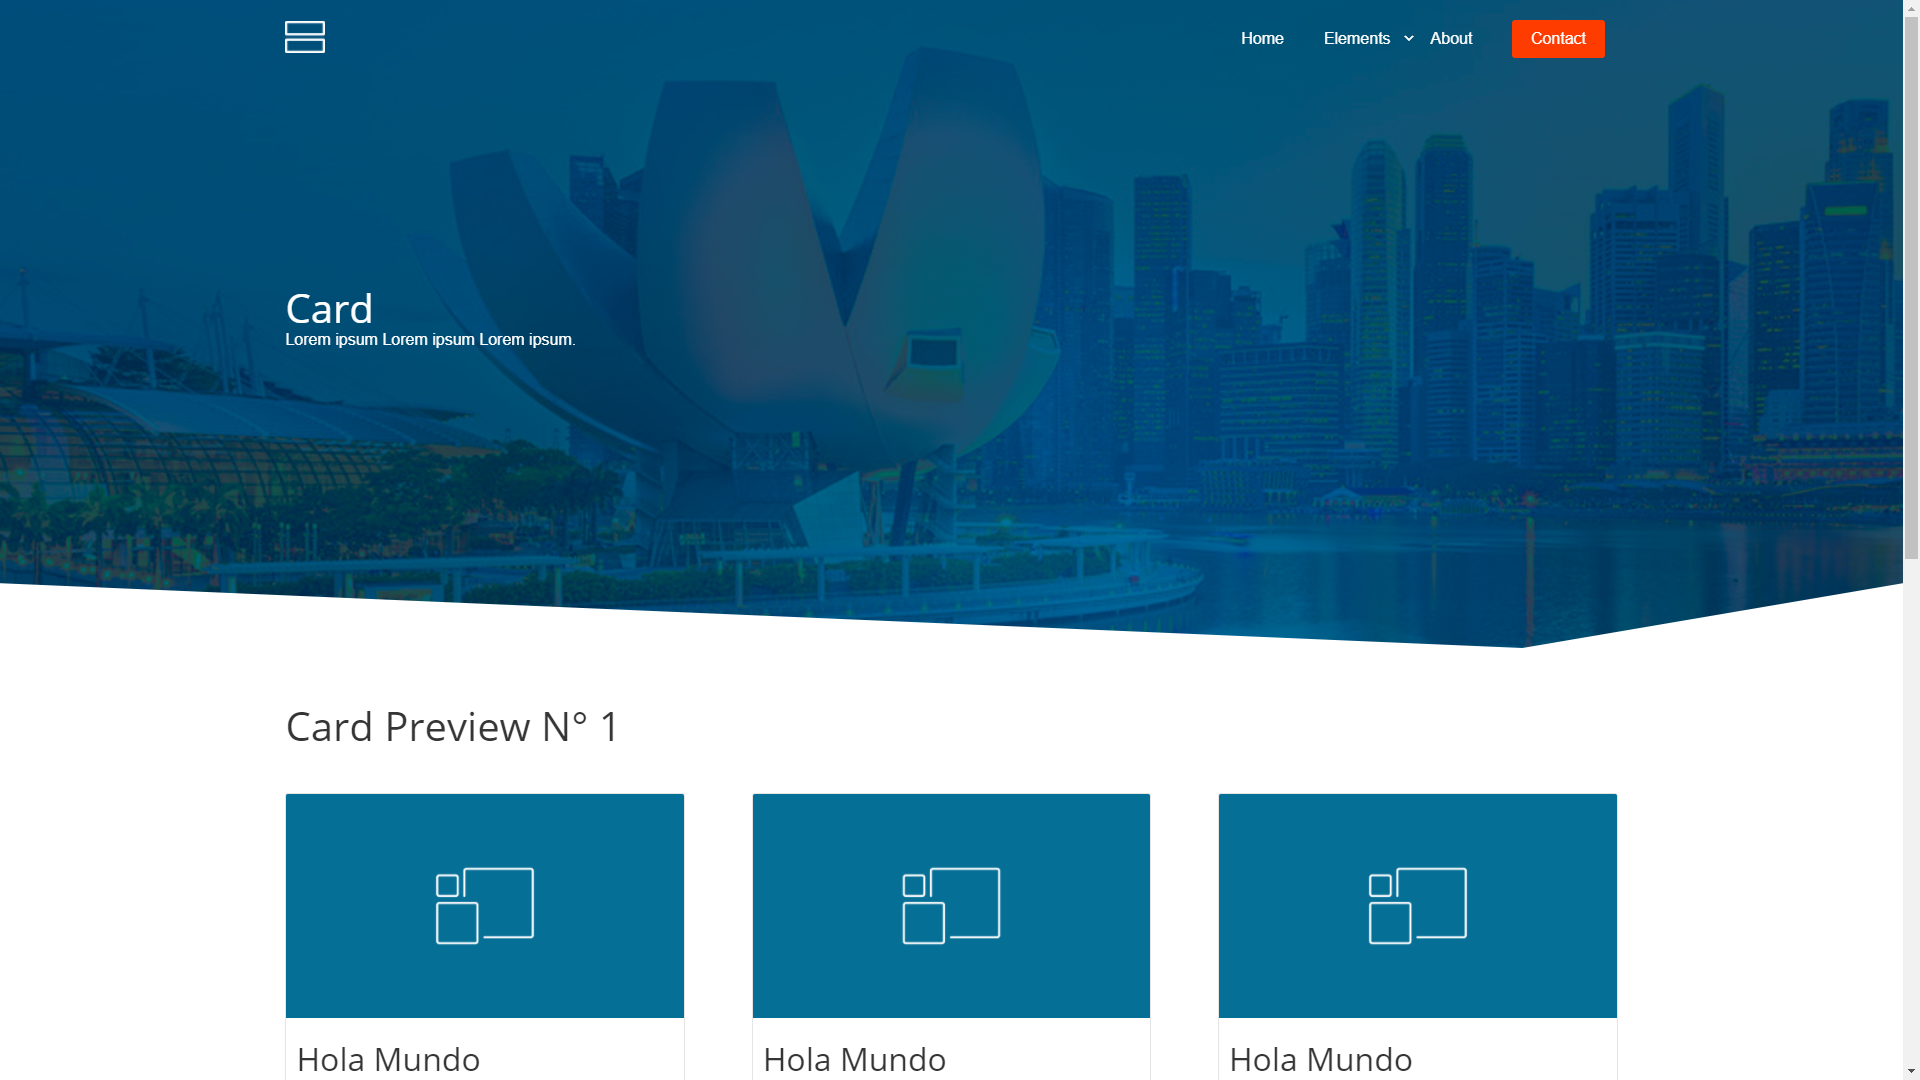 Home Elements About Contact
Card
Lorem ipsum Lorem ipsum Lorem ipsum.
Card Preview N° 1
Hola Mundo Hola Mundo Hola Mundo